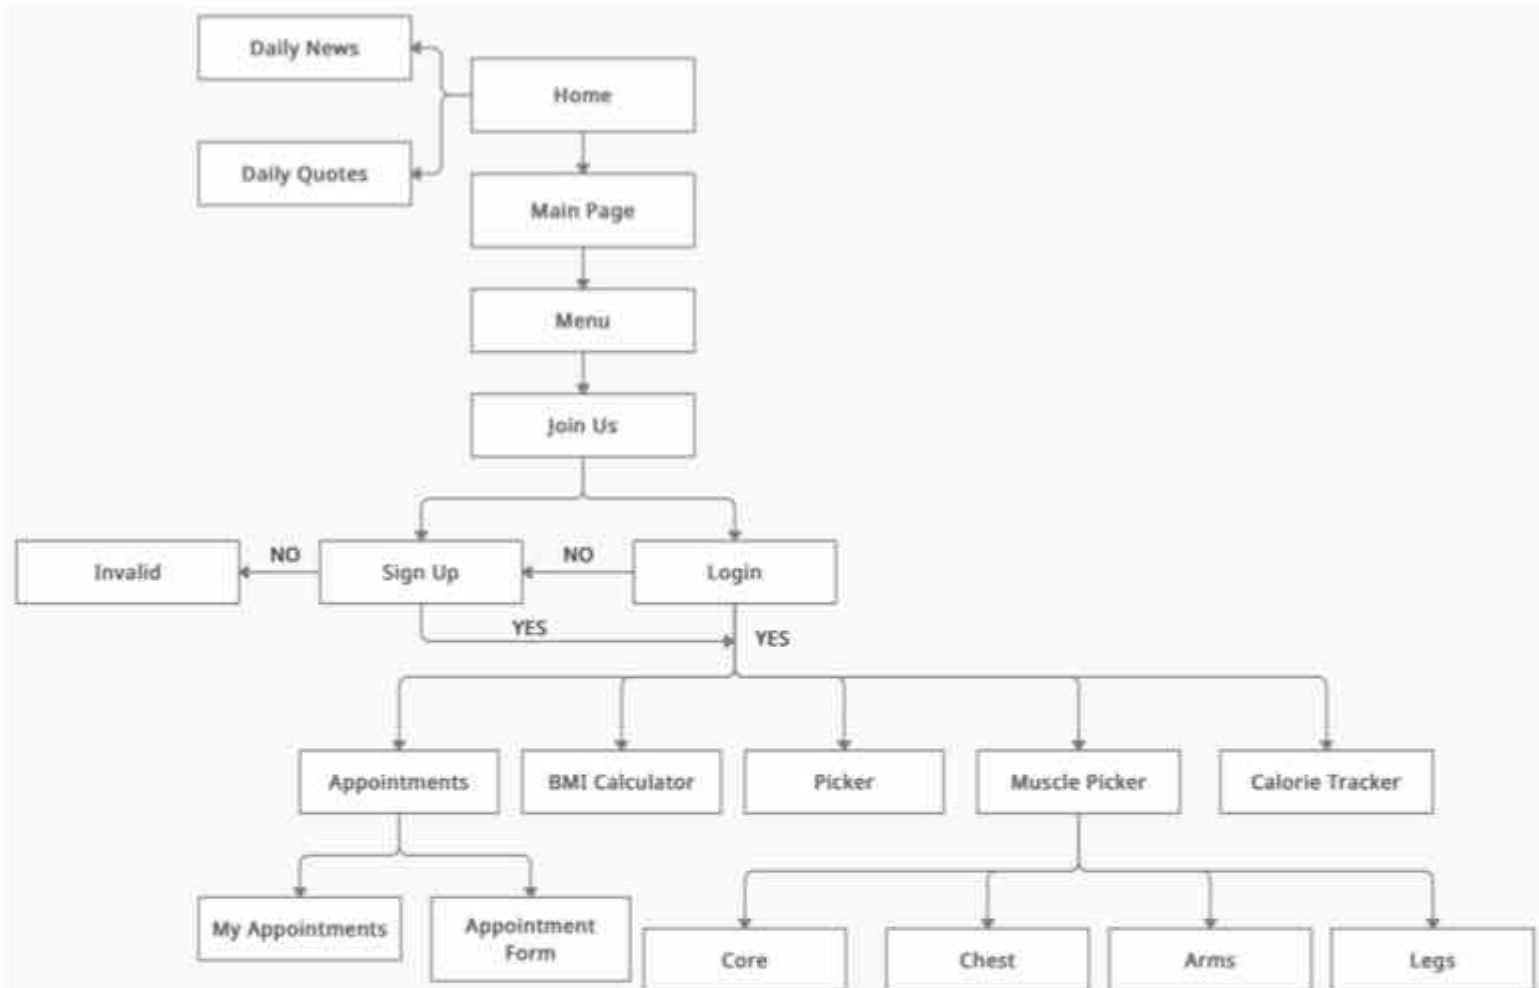 Daily News
Home
Daily Quotes
Main Page
Menu
Join Us
Invalid
NO
Sign Up
NO
Login
YES
YES
Appointments
BMI Calculator
Picker
Muscle Picker
Calorie Tracker
My Appointments
Appointment
Form
Core
Chest
Arms
Legs